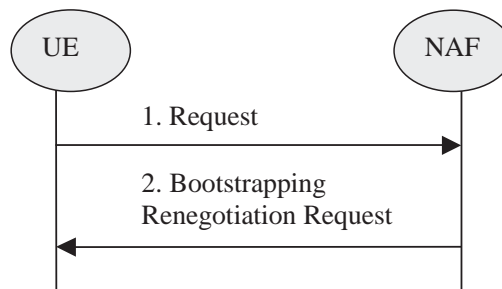 UE
NAF
1. Request
2. Bootstrapping
Renegotiation Request